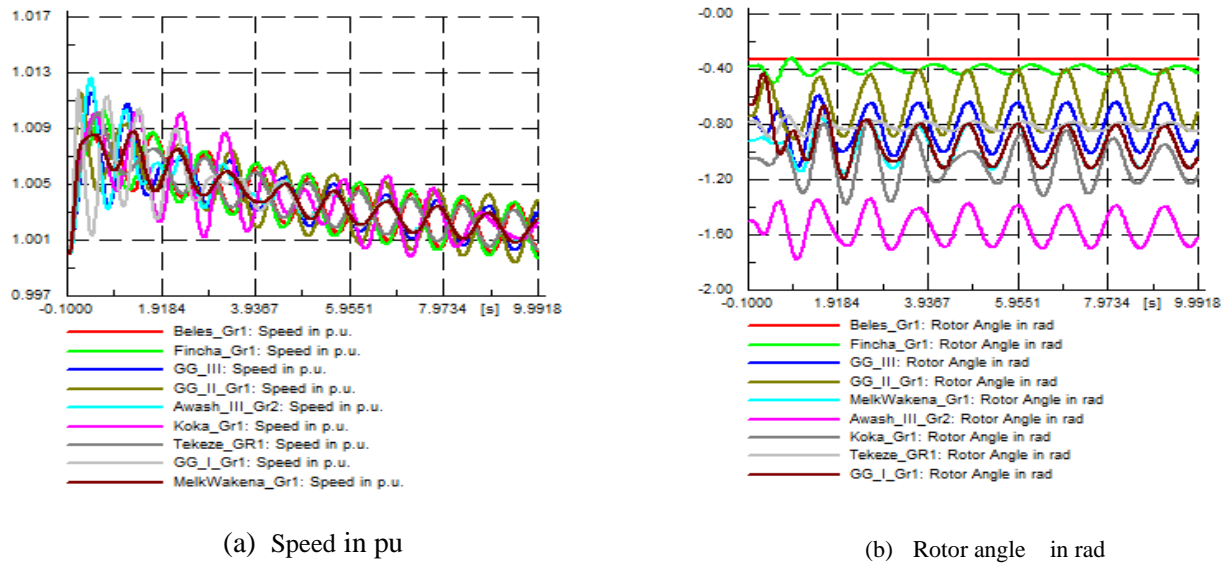 1.017
1.013
1.009
1.005
1.001
0.997
-0.1000 1.9184 3.9367 5.9551 7.9734 [s] 9.9918
Beles_Gr1: Speed in p.u.
Fincha_Gr1: Speed in p.u.
GG_III: Speed in p.u.
GG_II_Gr1: Speed in p.u.
Awash_III_Gr2: Speed in p.u.
Koka_Gr1: Speed in p.u.
Tekeze_GR1: Speed in p.u.
GG_I_Gr1: Speed in p.u.
MelkWakena_Gr1: Speed in p.u.
(a) Speed in pu
-0.00
-0.40
-0.80
-1.20
-1.60
-2.00
-0.1000 1.9184 3.9367 5.9551 7.9734 [s] 9.9918
Beles_Gr1: Rotor Angle in rad
Fincha_Gr1: Rotor Angle in rad
GG_III: Rotor Angle in rad
GG_II_Gr1: Rotor Angle in rad
MelkWakena_Gr1: Rotor Angle in rad
Awash_III_Gr2: Rotor Angle in rad
Koka_Gr1: Rotor Angle in rad
Tekeze_GR1: Rotor Angle in rad
GG_I_Gr1: Rotor Angle in rad
(b) Rotor angle in rad